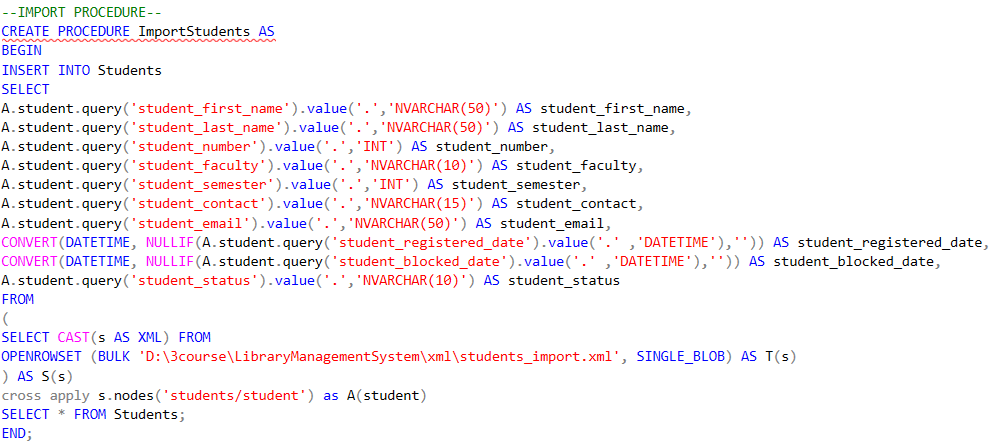 --IMPORT PROCEDURE--
CREATE PROCEDURE ImportStudents AS
BEGIN
INSERT INTO Students
SELECT
A.student.query('student_first_name').value('.','NVARCHAR(50)') AS student_first_name,
A.student.query('student_last_name').value('.','NVARCHAR(50)') AS student_last_name,
A.student.query('student_number').value('.','INT') AS student_number,
A.student.query('student_faculty').value('.','NVARCHAR(10)') AS student_faculty,
A.student.query('student_semester').value('.','INT') AS student_semester,
A.student.query('student_contact').value('.','NVARCHAR(15)') AS student_contact,
A.student.query('student_email').value('.','NVARCHAR(50)') AS student_email,
CONVERT(DATETIME, NULLIF(A.student.query('student_registered_date').value('.' ,'DATETIME'),'')) AS student_registered_date,
CONVERT(DATETIME, NULLIF(A.student.query('student_blocked_date').value('.' ,'DATETIME'),'')) AS student_blocked_date,
A.student.query('student_status').value('.','NVARCHAR(10)') AS student_status
FROM
(
SELECT CAST(s AS XML) FROM
OPENROWSET (BULK 'D:\3course\LibraryManagementSystem\xml\students_import.xml', SINGLE_BLOB) AS T(s)
) AS S(s)
cross apply s.nodes('students/student') as A(student)
SELECT * FROM Students;
END;